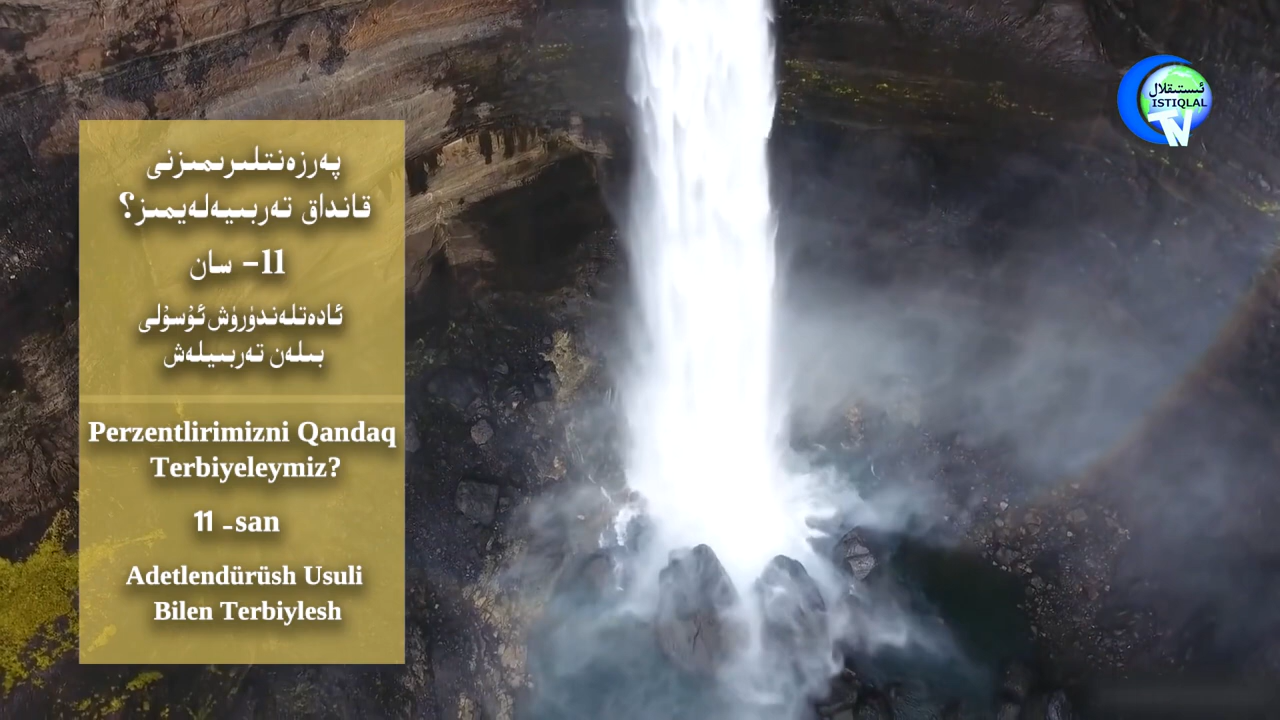 پەرزەنتلىرىمىزنى
قانداق تەربىيەلەيمىز؟
11- سان
ئادەتلەندۈرۈش ئۇسۇلى
بىلەن تەربىيلەش
Perzentlirimizni Qandaq
Terbiyeleymiz?
11 -san
Adetlendürüsh Usuli
Bilen Terbiylesh
ئىستىقلال
ISTIQLAL
TV